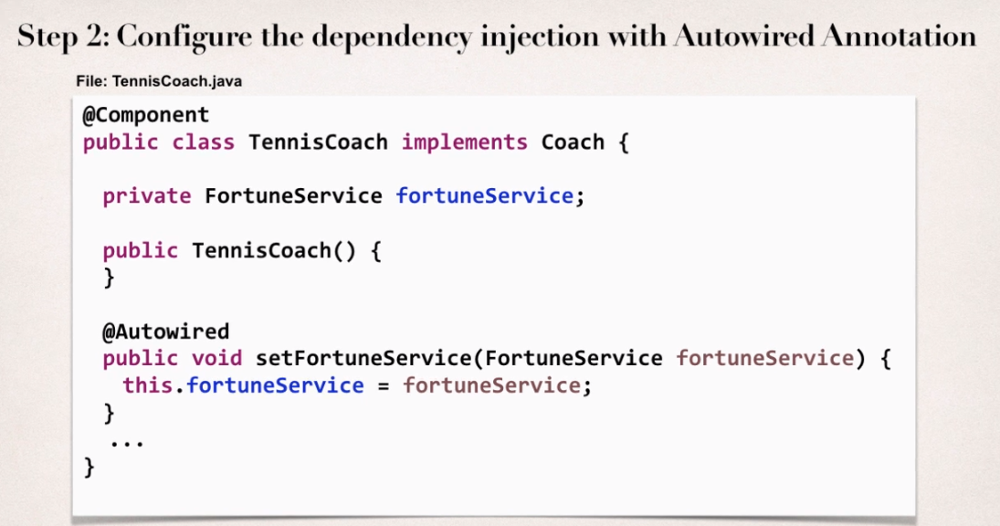 Step 2: Configure the dependency injection with Autowired Annotation
File: TennisCoach.java
@Component
public class TennisCoach implements Coach {
private FortuneService fortuneService;
public TennisCoach() {
}
@Autowired
public void setFortuneService(FortuneService fortuneService) {
this.fortuneService = fortuneService;
}
...
}